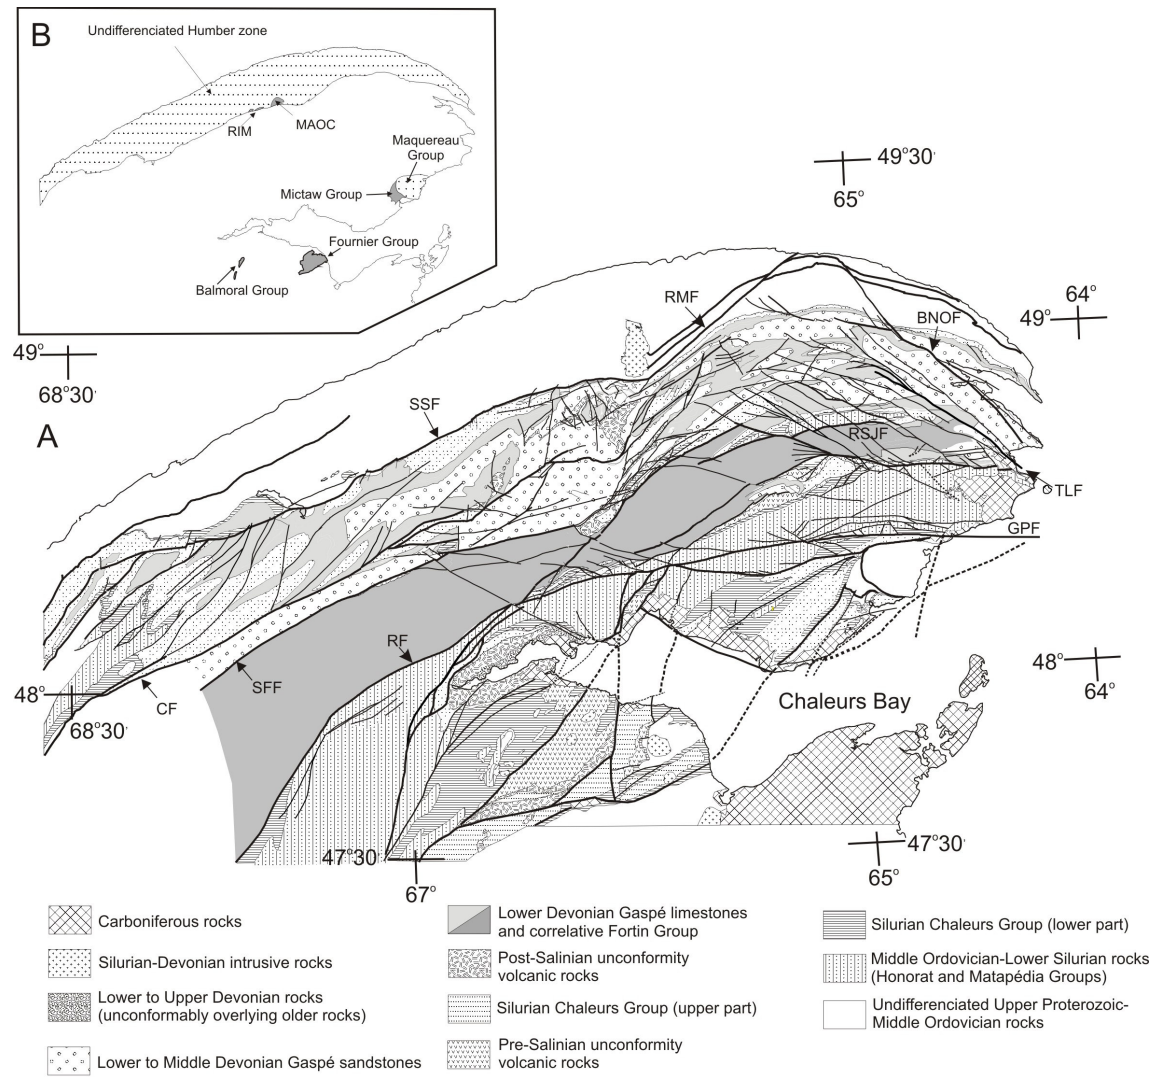 B
Undifferenciated Humber zone
RIM
MAOC
Maquereau
Group
Mictaw Group
Fournier Group
Balmoral Group
49°30'
65°
64°
49°
RMF
BNOF
49°
68°30'
SSF
A
RSJF
TLF
GPF
RF
SFF
CF
48°
68°30'
48°
64°
Chaleurs Bay
47°30'
67°
47°30'
65°
Carboniferous rocks
Silurian-Devonian intrusive rocks
Lower to Upper Devonian rocks
(unconformably overlying older rocks)
Lower to Middle Devonian Gaspé sandstones
Lower Devonian Gaspé limestones
and correlative Fortin Group
Post-Salinian unconformity
volcanic rocks
Silurian Chaleurs Group (upper part)
Pre-Salinian unconformity
volcanic rocks
Silurian Chaleurs Group (lower part)
Middle Ordovician-Lower Silurian rocks
(Honorat and Matapédia Groups)
Undifferenciated Upper Proterozoic-
Middle Ordovician rocks